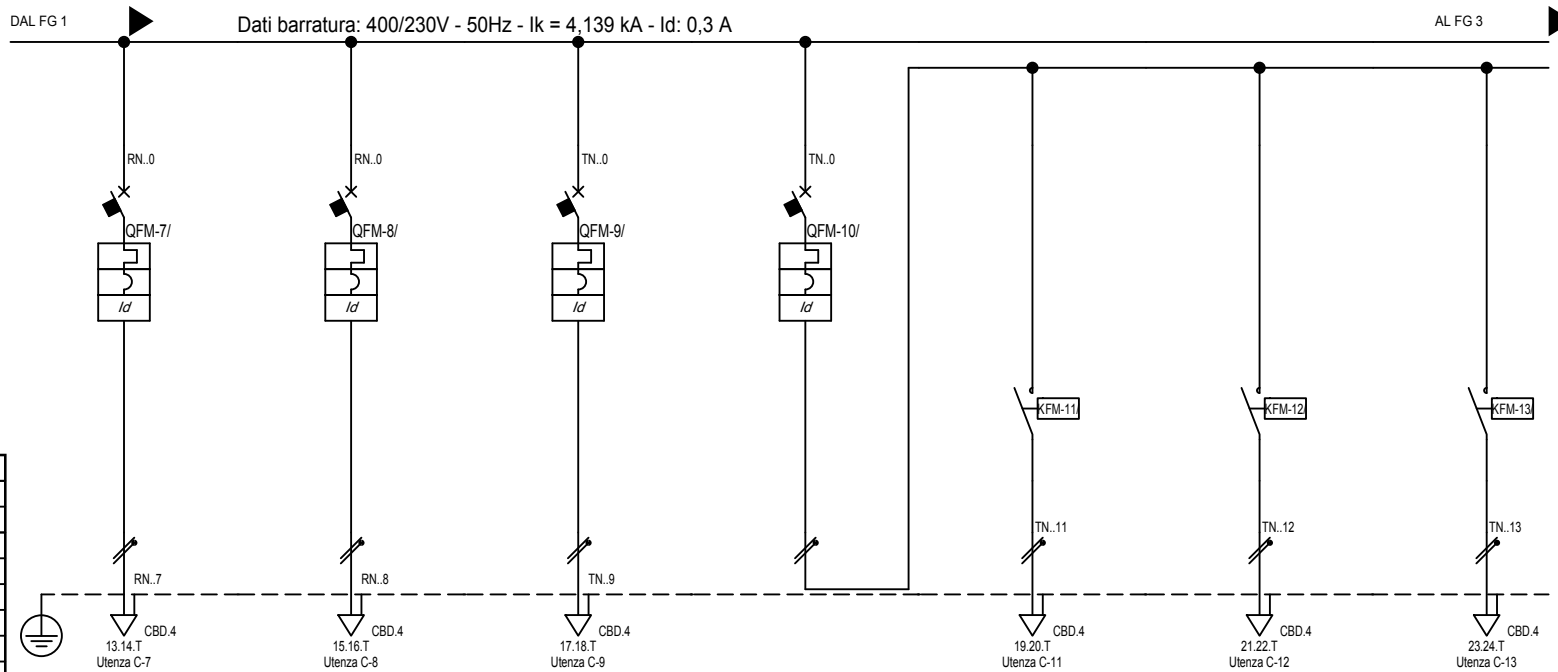 DAL FG 1
Dati barratura: 400/230V - 50Hz - Ik = 4,139 kA - Id: 0,3 A
AL FG 3
RN..0
RN..0
TN..0
TN..0
QFM-7/
QFM-8/
QFM-9/
QFM-10/
Id
Id
Id
Id
KFM-11/
KFM-12/
KFM-13/
TN..11
TN..12
TN..13
RN..7
RN..8
TN..9
CBD.4
CBD.4
CBD.4
CBD.4
CBD.4
CBD.4
13.14.T
15.16.T
17.18.T
19.20.T
21.22.T
23.24.T
Utenza C-7
Utenza C-8
Utenza C-9
Utenza C-11
Utenza C-12
Utenza C-13